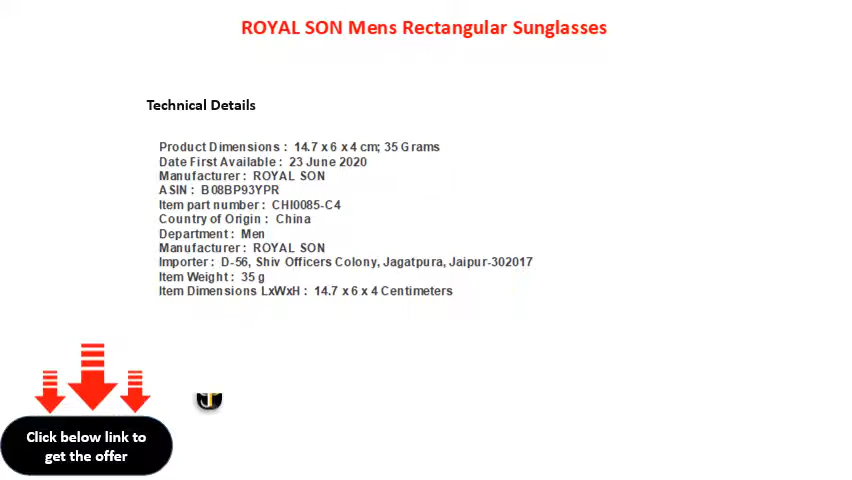 ROYAL SON Mens Rectangular Sunglasses
Technical Details
Product Dimensions : 14.7 x 6 x 4 cm; 35 Grams
Date First Available : 23 June 2020
Manufacturer : ROYAL SON
ASIN : B08BP93YPR
Item part number : CHI0085-C4
Country of Origin : China
Department : Men
Manufacturer : ROYAL SON
Importer : D-56, Shiv Officers Colony, Jagatpura, Jaipur-302017
Item Weight : 35 g
Item Dimensions LxWxH : 14.7 x 6 x 4 Centimeters
Click below link to
get the offer